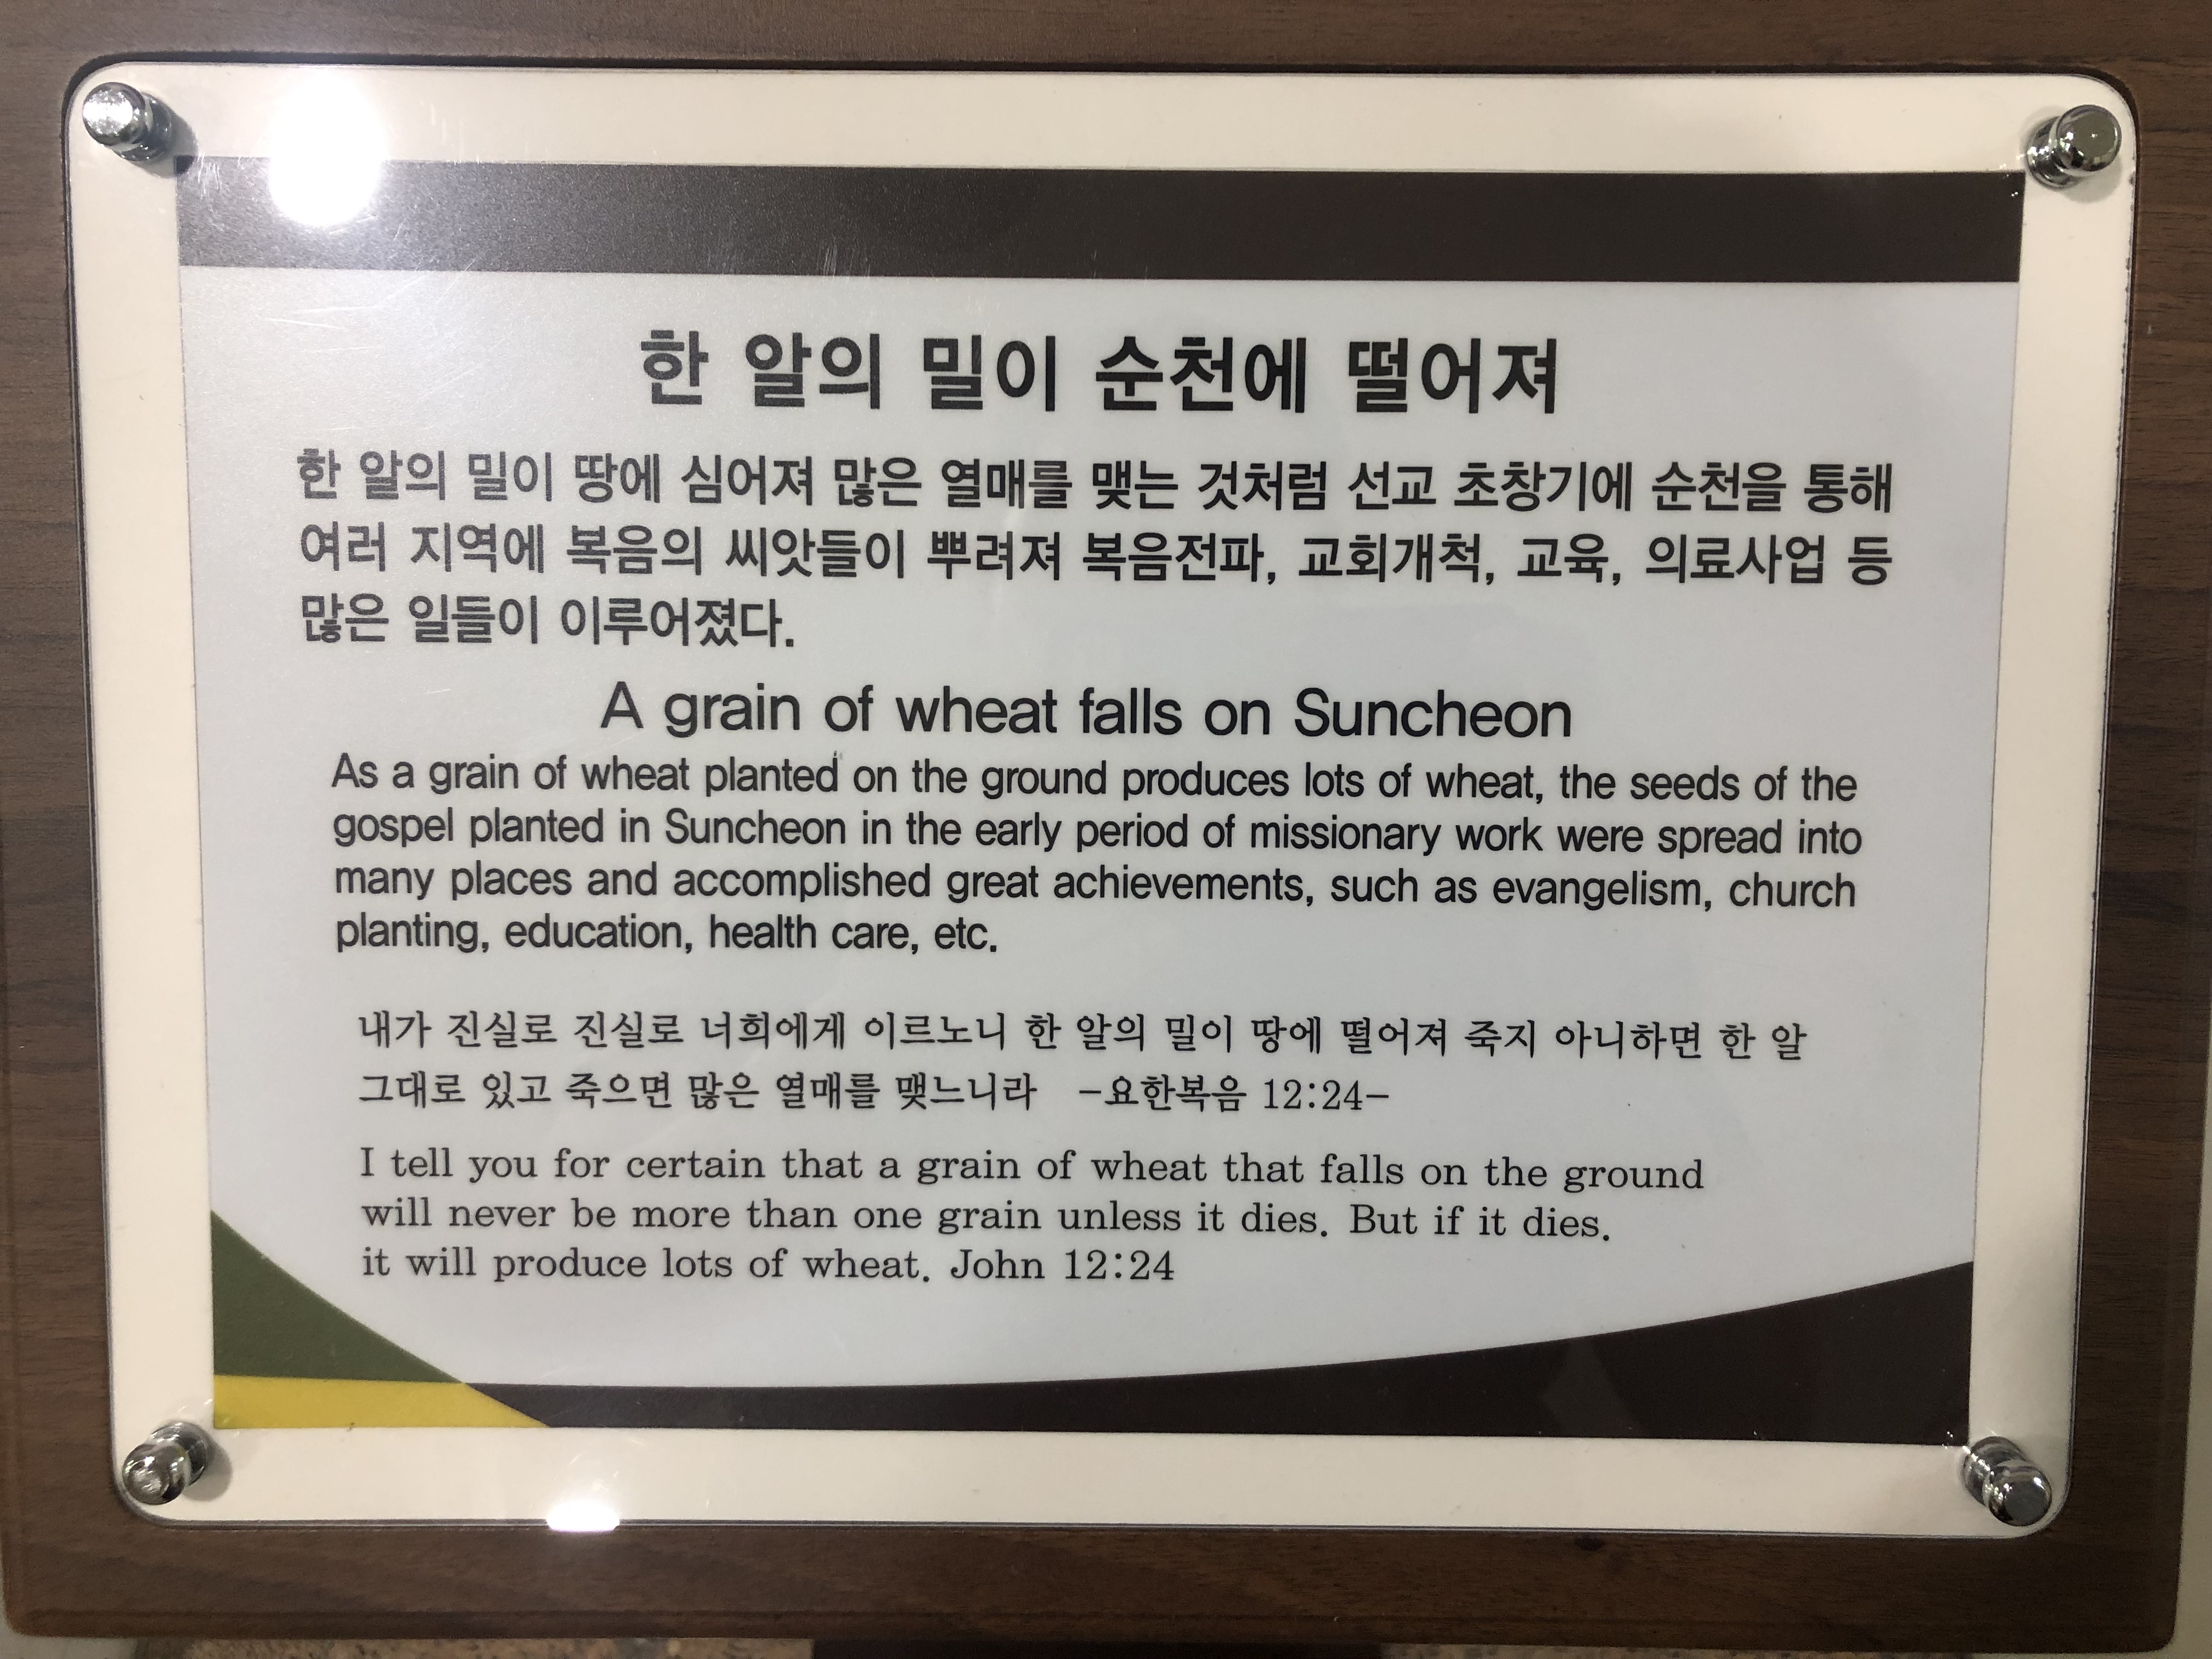 한 알의 밀이 순천에 떨어져
한 알의 밀이 땅에 심어져 많은 열매를 맺는 것처럼 선교 초창기에 순천을 통해
여러 지역에 복음의 씨앗들이 뿌려져 복음전파, 교회개척, 교육, 의료사업 등
많은 일들이 이루어졌다.
A grain of wheat falls on Suncheon
As a grain of wheat planted on the ground produces lots of wheat, the seeds of the
gospel planted in Suncheon in the early period of missionary work were spread into
many places and accomplished great achievements, such as evangelism, church
planting, education, health care, etc.
내가 진실로 진실로 너희에게 이르노니 한 알의 밀이 땅에 떨어져 죽지 아니하면 한 알
그대로 있고 죽으면 많은 열매를 맺느니라 -요한복음 12:24-
I tell you for certain that a grain of wheat that falls on the ground
will never be more than one grain unless it dies. But if it dies.
it will produce lots of wheat. John 12:24